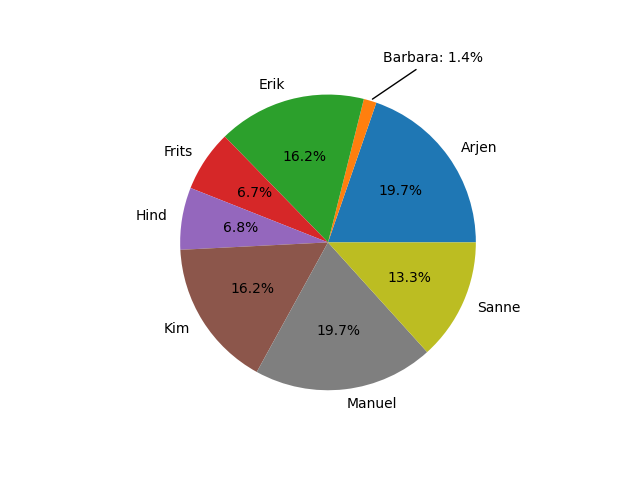 Barbara: 1.4%
Erik
16.2%
Arjen
19.7%
Frits
6.7%
Hind
6.8%
Kim
16.2%
Manuel
19.7%
Sanne
13.3%